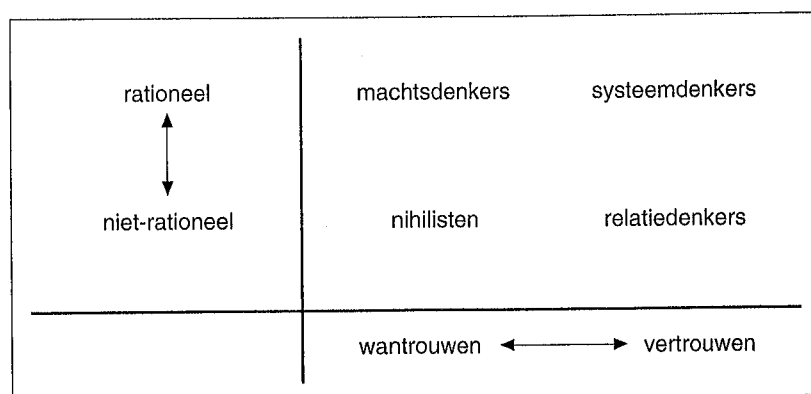 rationeel machtsdenkers systeemdenkers
niet-rationeel nihilisten relatiedenkers
wantrouwen vertrouwen